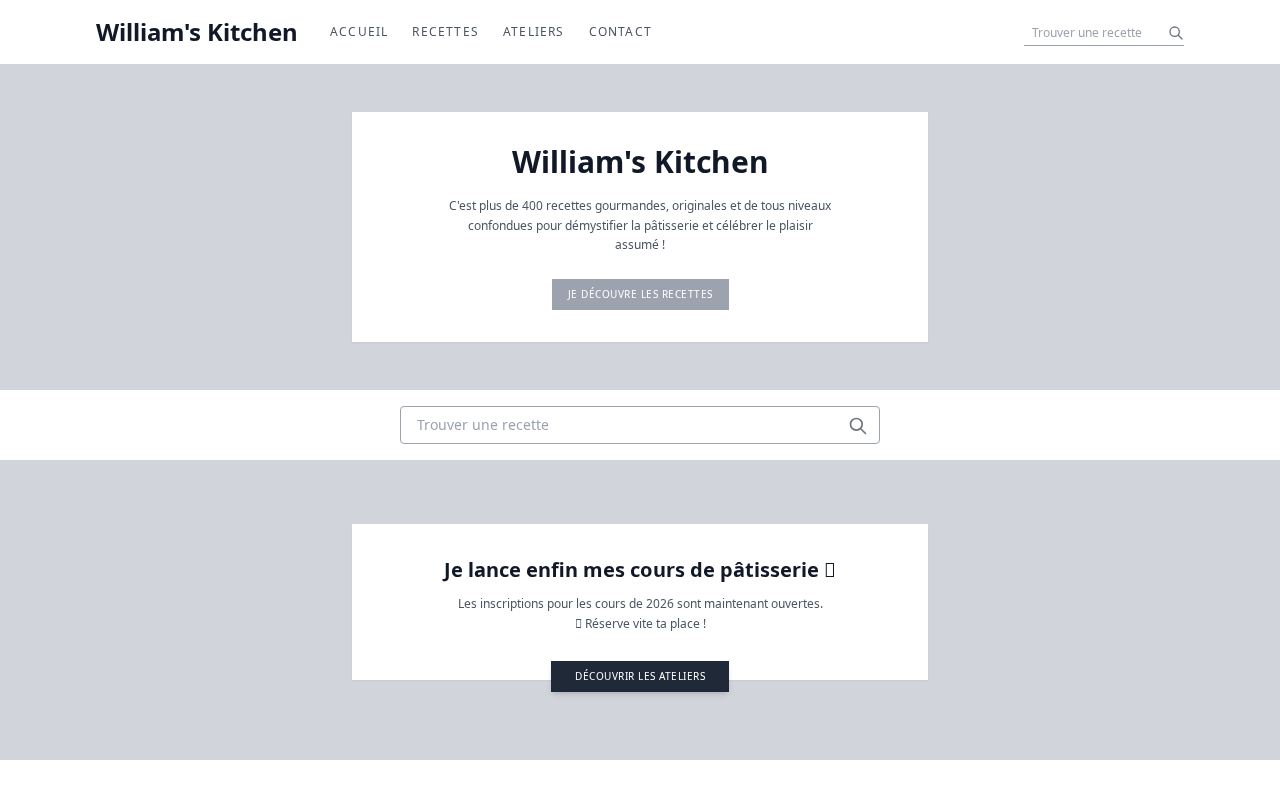 William's Kitchen
ACCUEIL
RECETTES
ATELIERS
CONTACT
Trouver une recette
William's Kitchen
C'est plus de 400 recettes gourmandes, originales et de tous niveaux
confondues pour démystifier la pâtisserie et célébrer le plaisir
assumé !
JE DÉCOUVRE LES RECETTES
Trouver une recette
Je lance enfin mes cours de pâtisserie
Les inscriptions pour les cours de 2026 sont maintenant ouvertes.
Réserve vite ta place !
DÉCOUVRIR LES ATELIERS